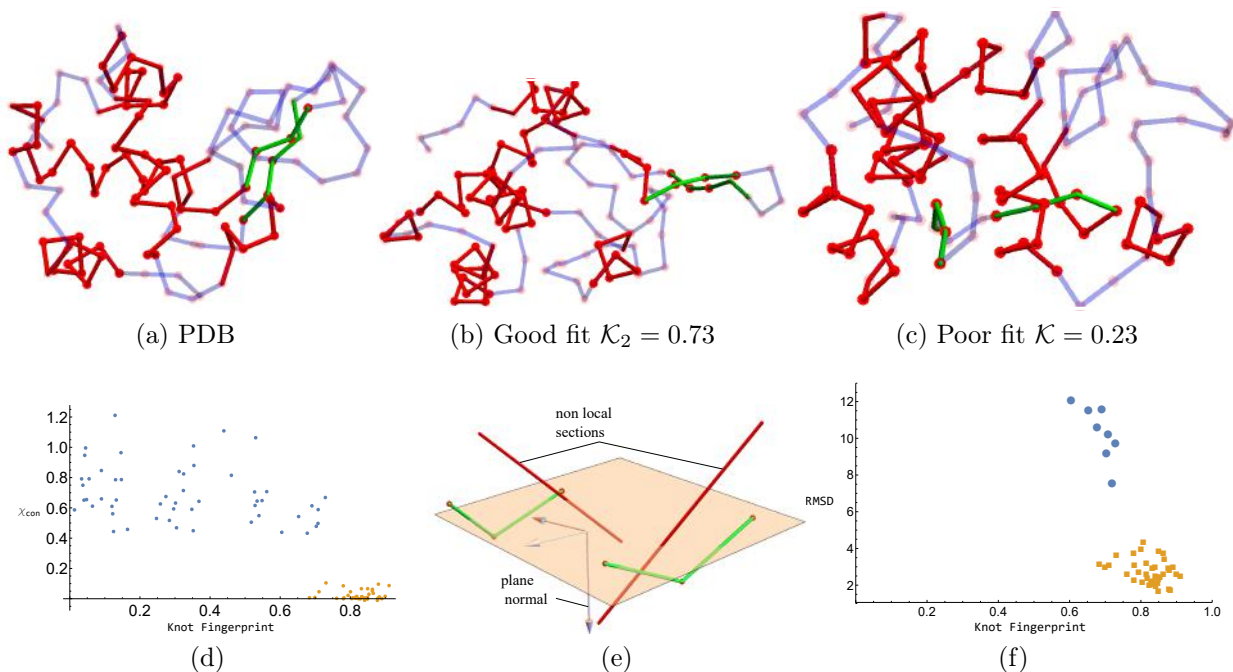 (a) PDB
(b) Good fit 𝒦₂ = 0.73
(c) Poor fit 𝒦 = 0.23
1.2
1.0
0.8
χcon
0.6
0.4
0.2
0.2
0.4
0.6
0.8
Knot Fingerprint
(d)
non local
sections
plane
normal
(e)
12
10
RMSD
8
6
4
2
0.2
0.4
0.6
0.8
1.0
Knot Fingerprint
(f)